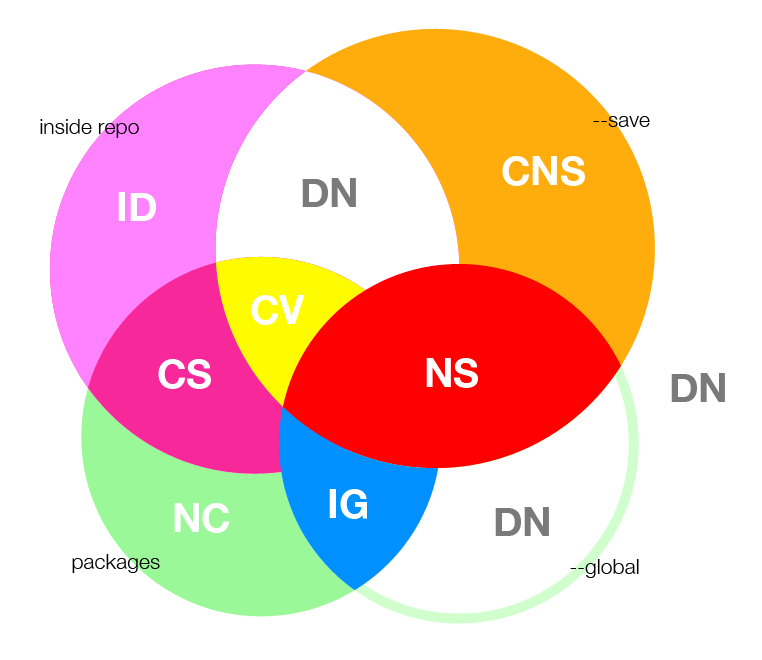 inside repo
--save
CNS
ID
DN
CV
CS
NS
DN
NC
IG
DN
packages
--global